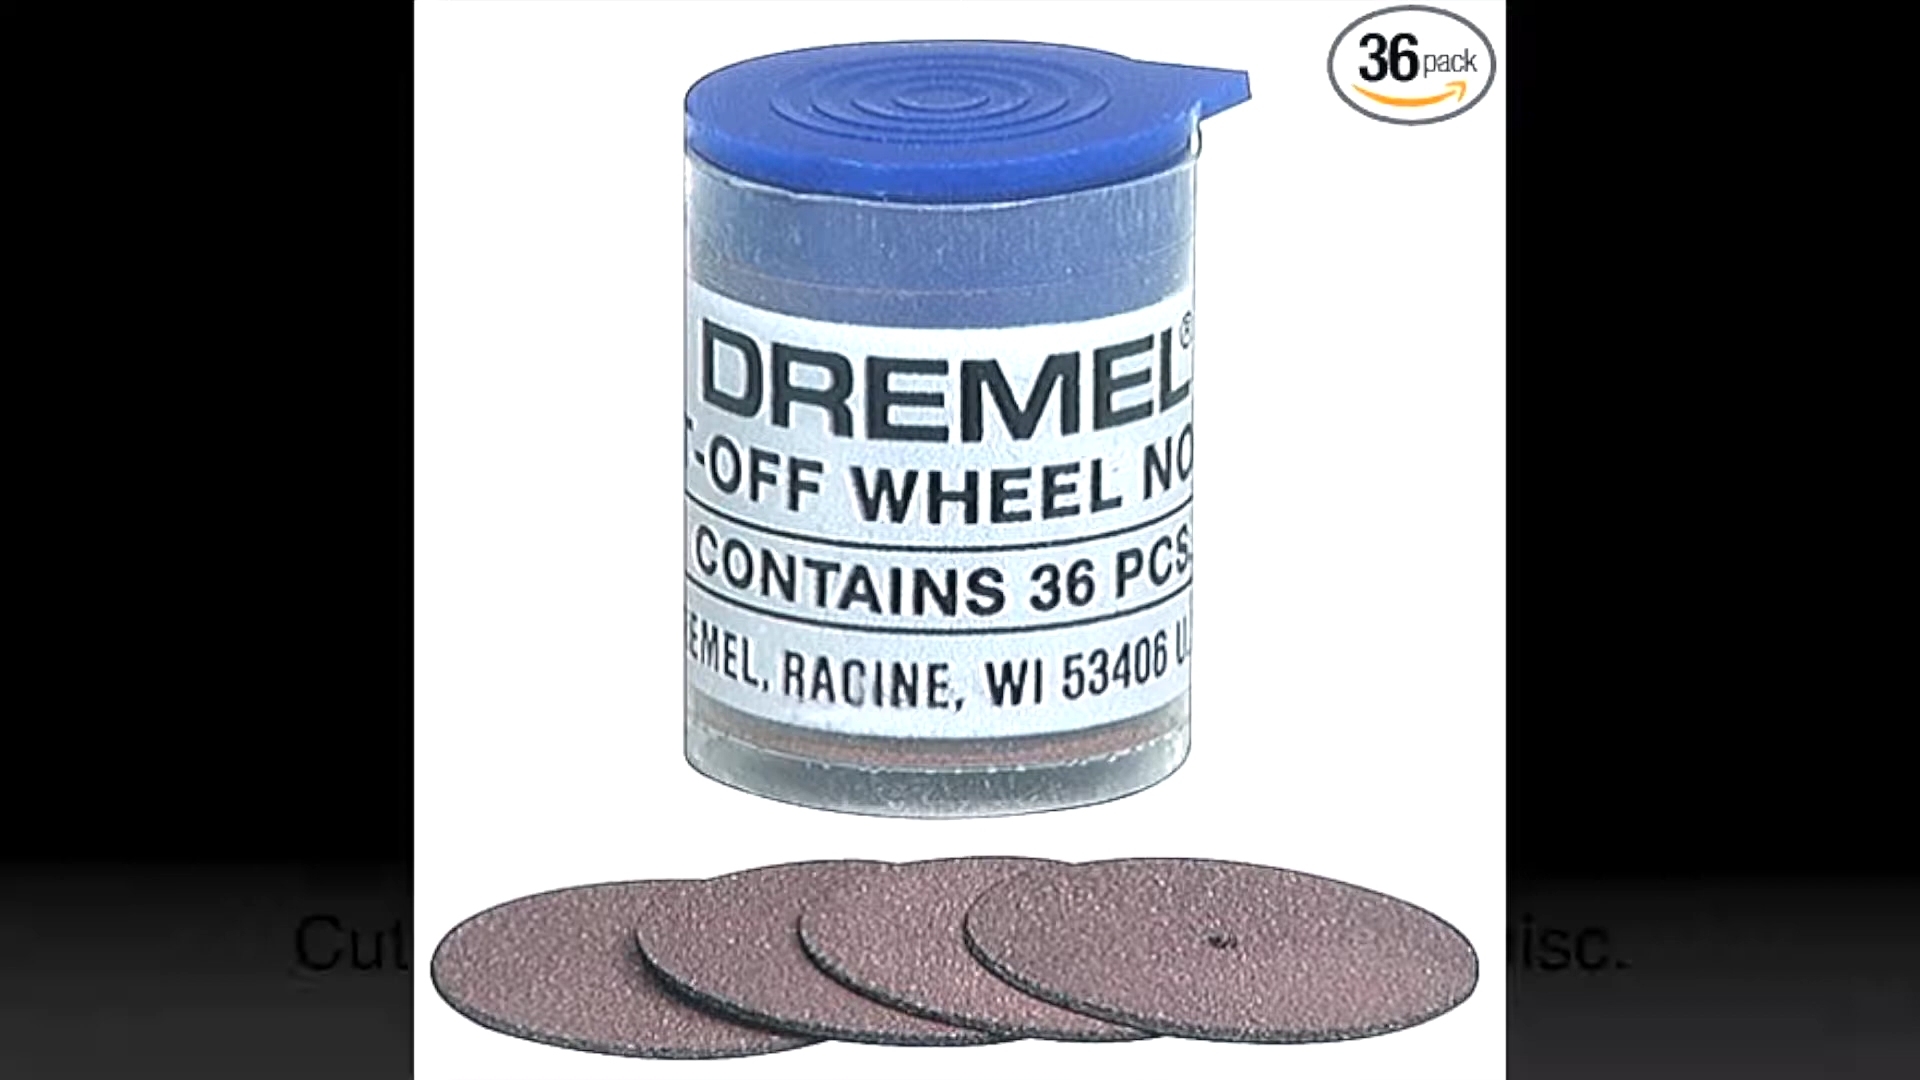 36 pack
DREMEL®
-OFF WHEEL NO
CONTAINS 36 PCS.
EMEL, RACINE, WI 53406 U.
Cut
isc.